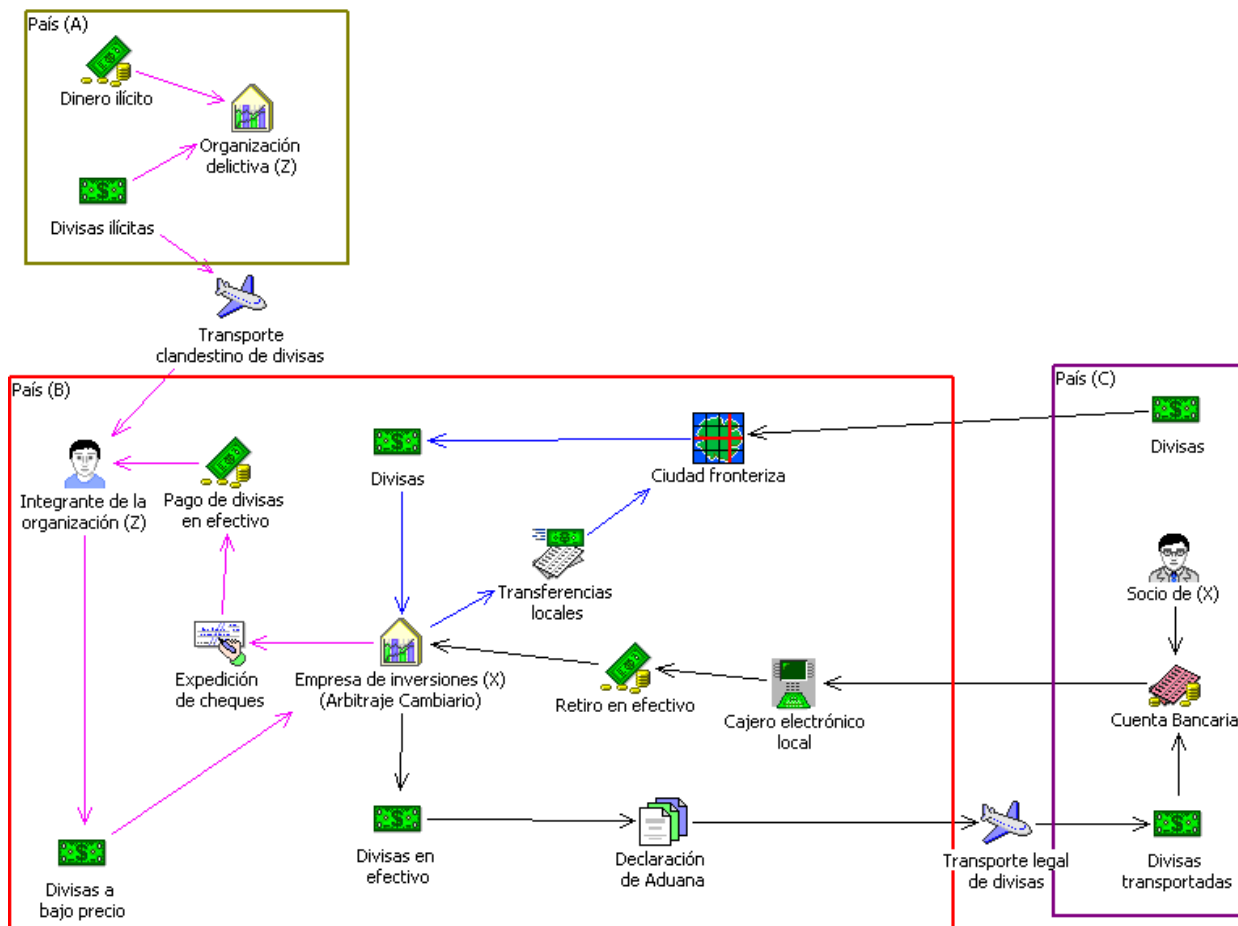 País (A)
Dinero ilícito
Organización
delictiva (Z)
Divisas ilícitas
Transporte
clandestino de divisas
País (B)
País (C)
Divisas
Ciudad fronteriza
Divisas
Integrante de la
organización (Z)
Pago de divisas
en efectivo
Transferencias
locales
Socio de (X)
Expedición
de cheques
Empresa de inversiones (X)
(Arbitraje Cambiario)
Retiro en efectivo
Cajero electrónico
local
Cuenta Bancaria
Divisas a
bajo precio
Divisas en
efectivo
Declaración
de Aduana
Transporte legal
de divisas
Divisas
transportadas